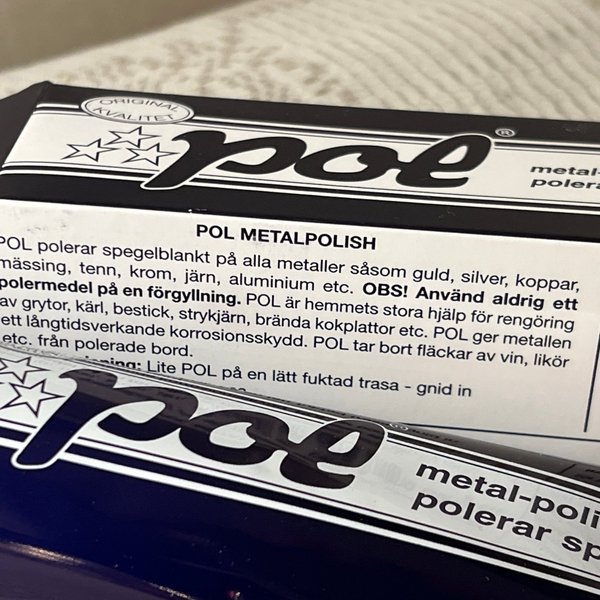 ORIGINAL
KVALITET
pol®
metal-
polera
POL METALPOLISH
POL polerar spegelblankt på alla metaller såsom guld, silver, koppar,
mässing, tenn, krom, järn, aluminium etc. OBS! Använd aldrig ett
polermedel på en förgyllning. POL är hemmets stora hjälp för rengöring
av grytor, kärl, bestick, strykjärn, brända kokplattor etc. POL ger metallen
ett långtidsverkande korrosionsskydd. POL tar bort fläckar av vin, likör
etc. från polerade bord.
Lite POL på en lätt fuktad trasa - gnid in
pol
metal-poli
polerar sp